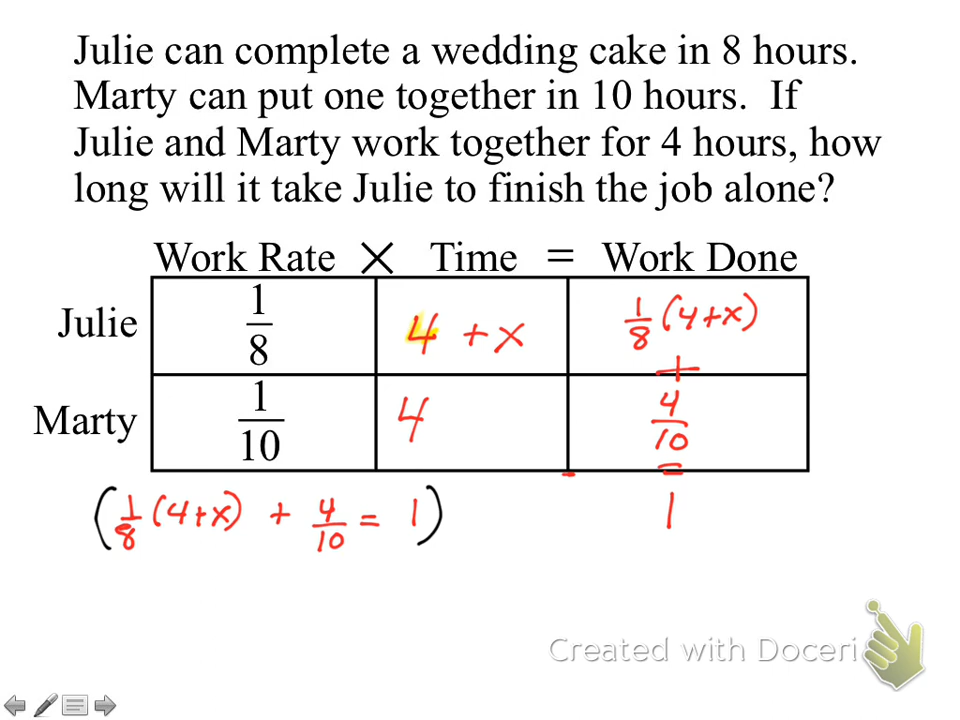 Julie can complete a wedding cake in 8 hours.
Marty can put one together in 10 hours. If
Julie and Marty work together for 4 hours, how
long will it take Julie to finish the job alone?
Work Rate × Time = Work Done
Julie 1/8 4 + x 1/8 (4+x)
+
Marty 1/10 4 4/10
=
1
(1/8 (4+x) + 4/10 = 1)
Created with Doceri